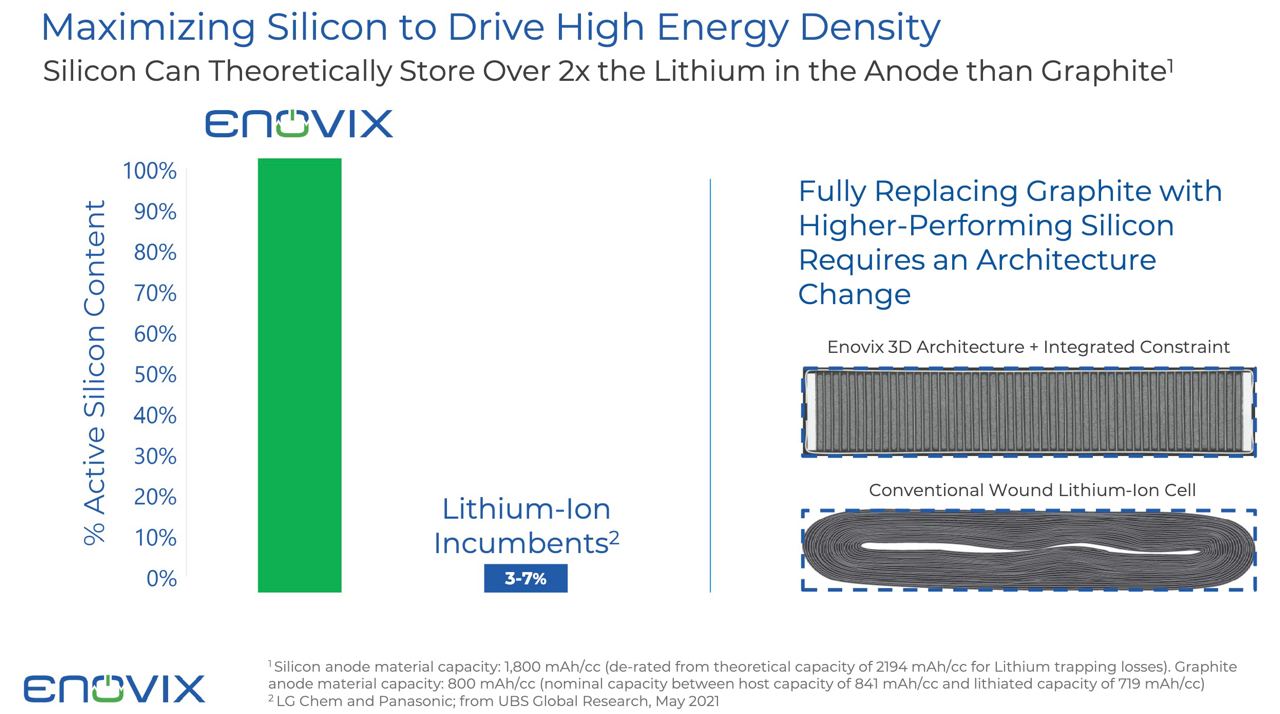 Maximizing Silicon to Drive High Energy Density
Silicon Can Theoretically Store Over 2x the Lithium in the Anode than Graphite¹
ENOVIX
% Active Silicon Content
100%
90%
80%
70%
60%
50%
40%
30%
20%
10%
0%
Lithium-Ion
Incumbents²
3-7%
Fully Replacing Graphite with
Higher-Performing Silicon
Requires an Architecture
Change
Enovix 3D Architecture + Integrated Constraint
Conventional Wound Lithium-Ion Cell
ENOVIX
¹ Silicon anode material capacity: 1,800 mAh/cc (de-rated from theoretical capacity of 2194 mAh/cc for Lithium trapping losses). Graphite
anode material capacity: 800 mAh/cc (nominal capacity between host capacity of 841 mAh/cc and lithiated capacity of 719 mAh/cc)
² LG Chem and Panasonic; from UBS Global Research, May 2021